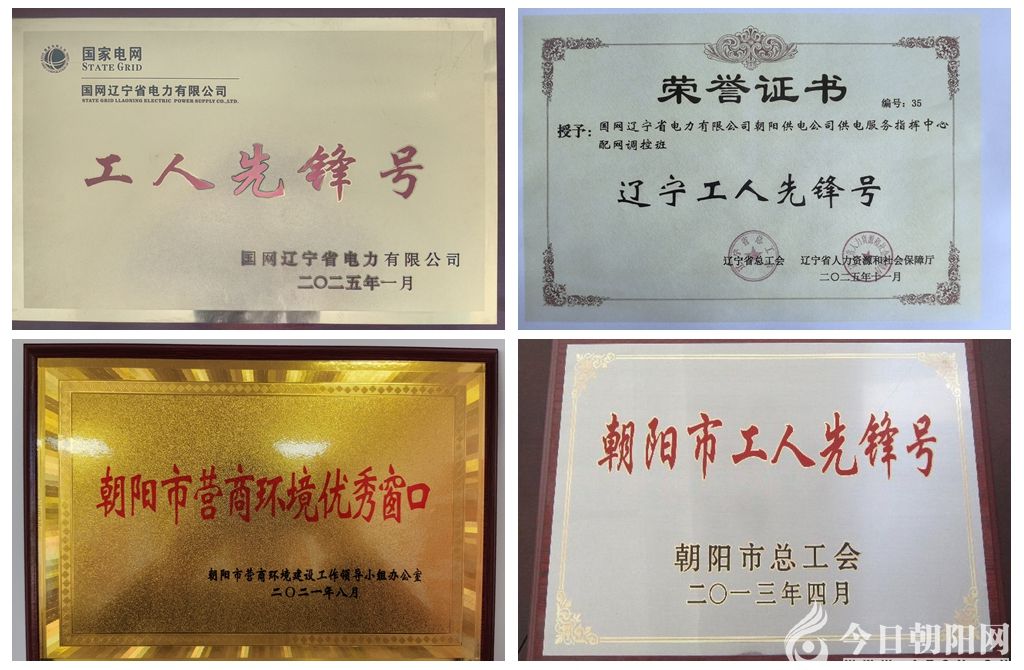 国家电网
STATE GRID
国网辽宁省电力有限公司
STATE GRID LIAONING ELECTRIC POWER SUPPLY CO.,LTD.
工人先锋号
国网辽宁省电力有限公司
二〇二五年一月
荣誉证书
编号：35
授予：国网辽宁省电力有限公司朝阳供电公司供电服务指挥中心
配网调控班
辽宁工人先锋号
辽宁省总工会 辽宁省人力资源和社会保障厅
二〇二五年十一月
朝阳市营商环境优秀窗口
朝阳市营商环境建设工作领导小组办公室
二〇二一年八月
朝阳市工人先锋号
朝阳市总工会
二〇一三年四月
今日朝阳网